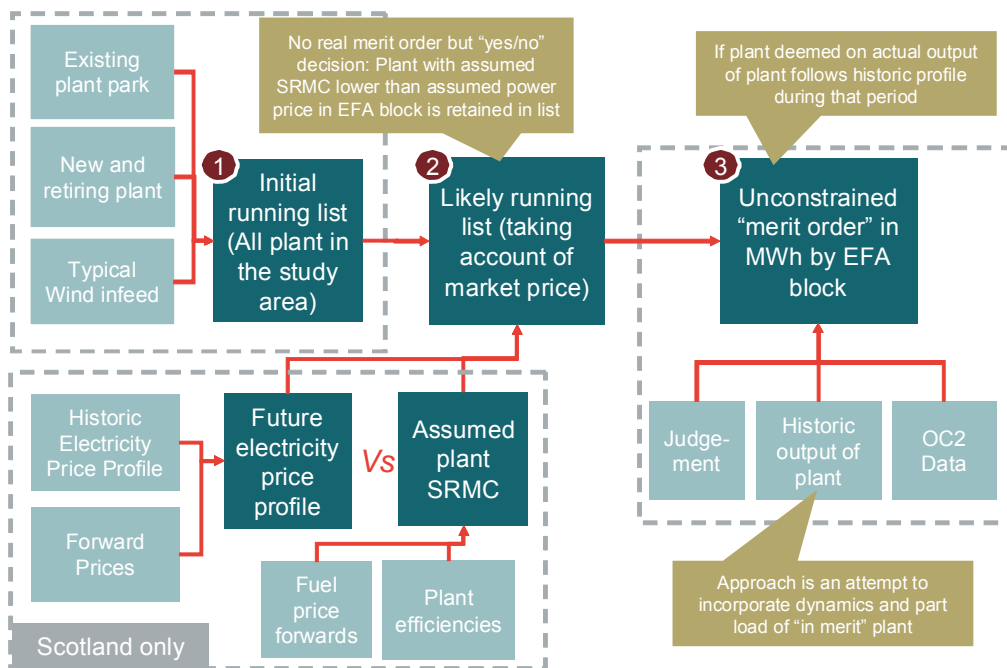 Existing
plant park
New and
retiring plant
Typical
Wind infeed
1
Initial
running list
(All plant in
the study
area)
No real merit order but “yes/no”
decision: Plant with assumed
SRMC lower than assumed power
price in EFA block is retained in list
2
Likely running
list (taking
account of
market price)
If plant deemed on actual output
of plant follows historic profile
during that period
3
Unconstrained
“merit order” in
MWh by EFA
block
Judge-
ment
Historic
output of
plant
OC2
Data
Approach is an attempt to
incorporate dynamics and part
load of “in merit” plant
Historic
Electricity
Price Profile
Forward
Prices
Future
electricity
price
profile
Vs
Assumed
plant
SRMC
Fuel
price
forwards
Plant
efficiencies
Scotland only